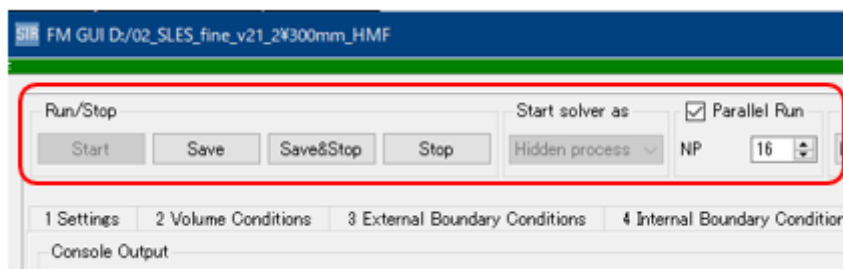 STR FM GUI D:/02_SLES_fine_v21_2¥300mm_HMF
Run/Stop Start solver as Parallel Run
Start Save Save&Stop Stop Hidden process NP 16
1 Settings 2 Volume Conditions 3 External Boundary Conditions 4 Internal Boundary Condition
Console Output